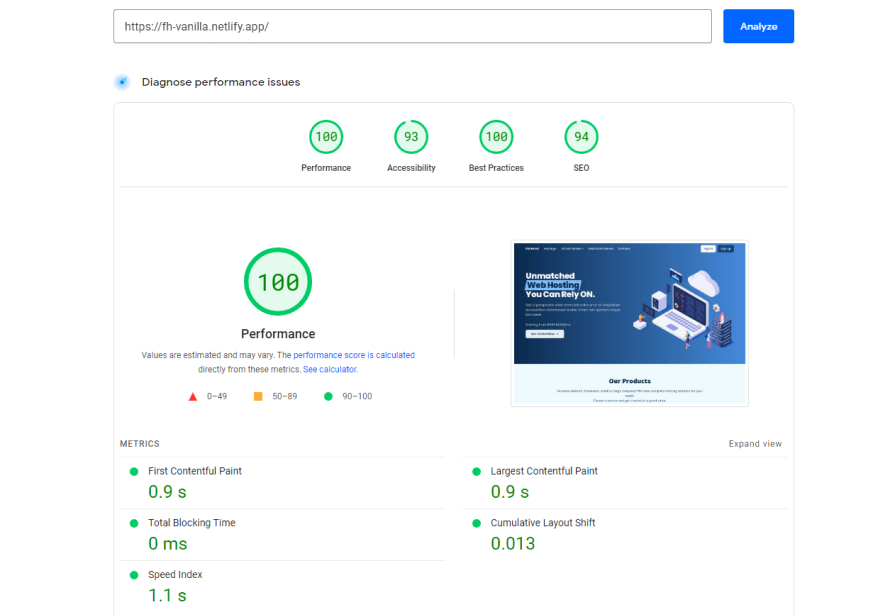 https://fh-vanilla.netlify.app/
Analyze
Diagnose performance issues
100
93
100
94
Performance
Accessibility
Best Practices
SEO
100
Performance
Values are estimated and may vary. The performance score is calculated
directly from these metrics. See calculator.
0–49
50–89
90–100
Unmatched
Web Hosting
You Can Rely ON.
Our Products
METRICS
Expand view
First Contentful Paint
0.9 s
Largest Contentful Paint
0.9 s
Total Blocking Time
0 ms
Cumulative Layout Shift
0.013
Speed Index
1.1 s